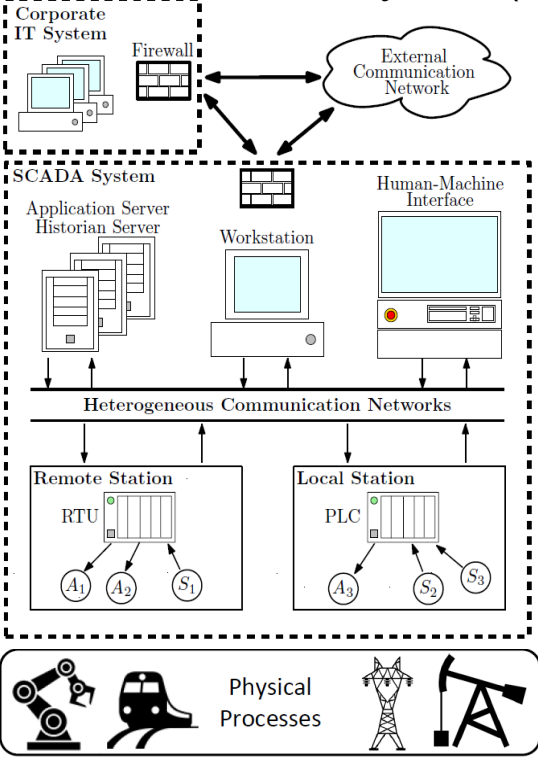 Corporate
IT System
Firewall
External
Communication
Network
SCADA System
Application Server
Historian Server
Workstation
Human-Machine
Interface
Heterogeneous Communication Networks
Remote Station
RTU
A₁
A₂
S₁
Local Station
PLC
A₃
S₂
S₃
Physical
Processes